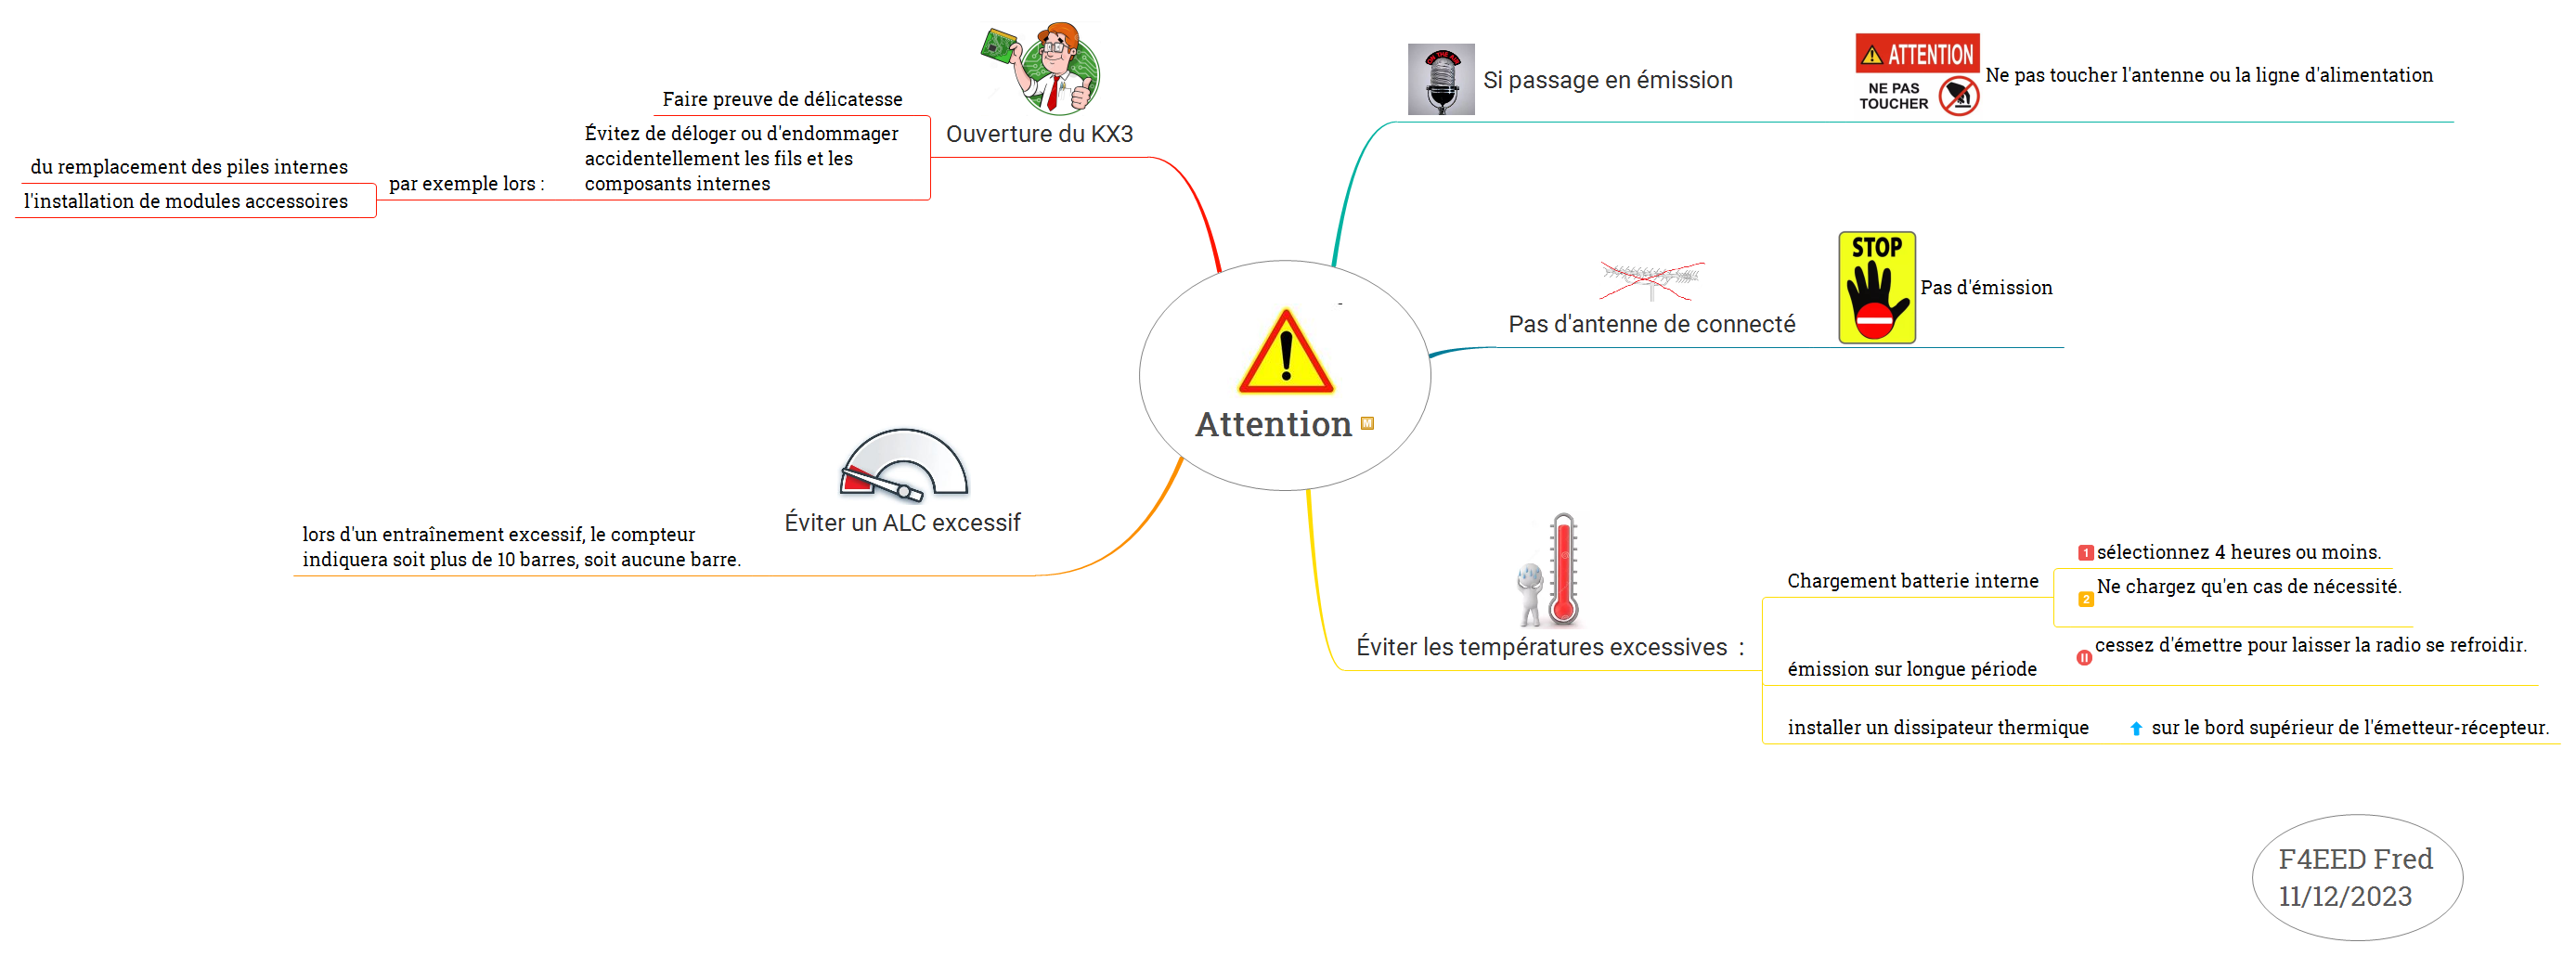 Attention
M
Si passage en émission
ATTENTION
NE PAS
TOUCHER
Ne pas toucher l'antenne ou la ligne d'alimentation
Pas d'antenne de connecté
STOP
Pas d'émission
Éviter les températures excessives :
Chargement batterie interne
1 sélectionnez 4 heures ou moins.
2 Ne chargez qu'en cas de nécessité.
émission sur longue période
cessez d'émettre pour laisser la radio se refroidir.
installer un dissipateur thermique
sur le bord supérieur de l'émetteur-récepteur.
Ouverture du KX3
Faire preuve de délicatesse
Évitez de déloger ou d'endommager
accidentellement les fils et les
composants internes
par exemple lors :
du remplacement des piles internes
l'installation de modules accessoires
Éviter un ALC excessif
lors d'un entraînement excessif, le compteur
indiquera soit plus de 10 barres, soit aucune barre.
F4EED Fred
11/12/2023